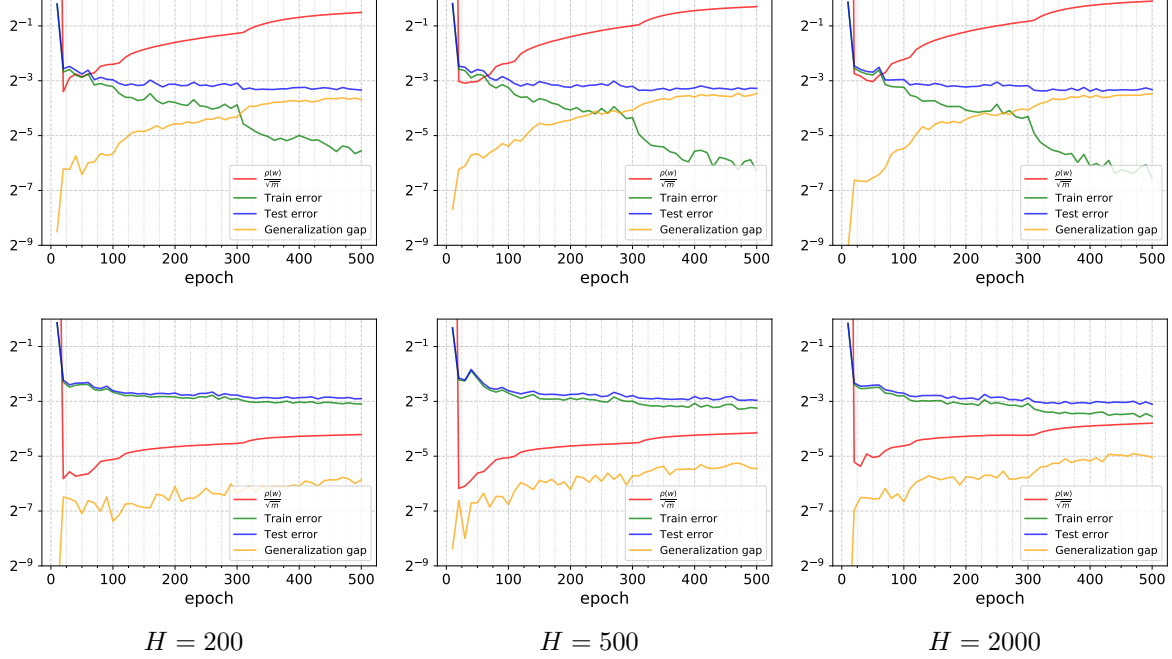 2⁻¹ 2⁻¹ 2⁻¹
2⁻³ 2⁻³ 2⁻³
2⁻⁵ 2⁻⁵ 2⁻⁵
2⁻⁷ 2⁻⁷ 2⁻⁷
2⁻⁹ 2⁻⁹ 2⁻⁹
ρ(w)/√m ρ(w)/√m ρ(w)/√m
Train error Train error Train error
Test error Test error Test error
Generalization gap Generalization gap Generalization gap
0 100 200 300 400 500 0 100 200 300 400 500 0 100 200 300 400 500
epoch epoch epoch
2⁻¹ 2⁻¹ 2⁻¹
2⁻³ 2⁻³ 2⁻³
2⁻⁵ 2⁻⁵ 2⁻⁵
2⁻⁷ 2⁻⁷ 2⁻⁷
2⁻⁹ 2⁻⁹ 2⁻⁹
ρ(w)/√m ρ(w)/√m ρ(w)/√m
Train error Train error Train error
Test error Test error Test error
Generalization gap Generalization gap Generalization gap
0 100 200 300 400 500 0 100 200 300 400 500 0 100 200 300 400 500
epoch epoch epoch
H = 200 H = 500 H = 2000